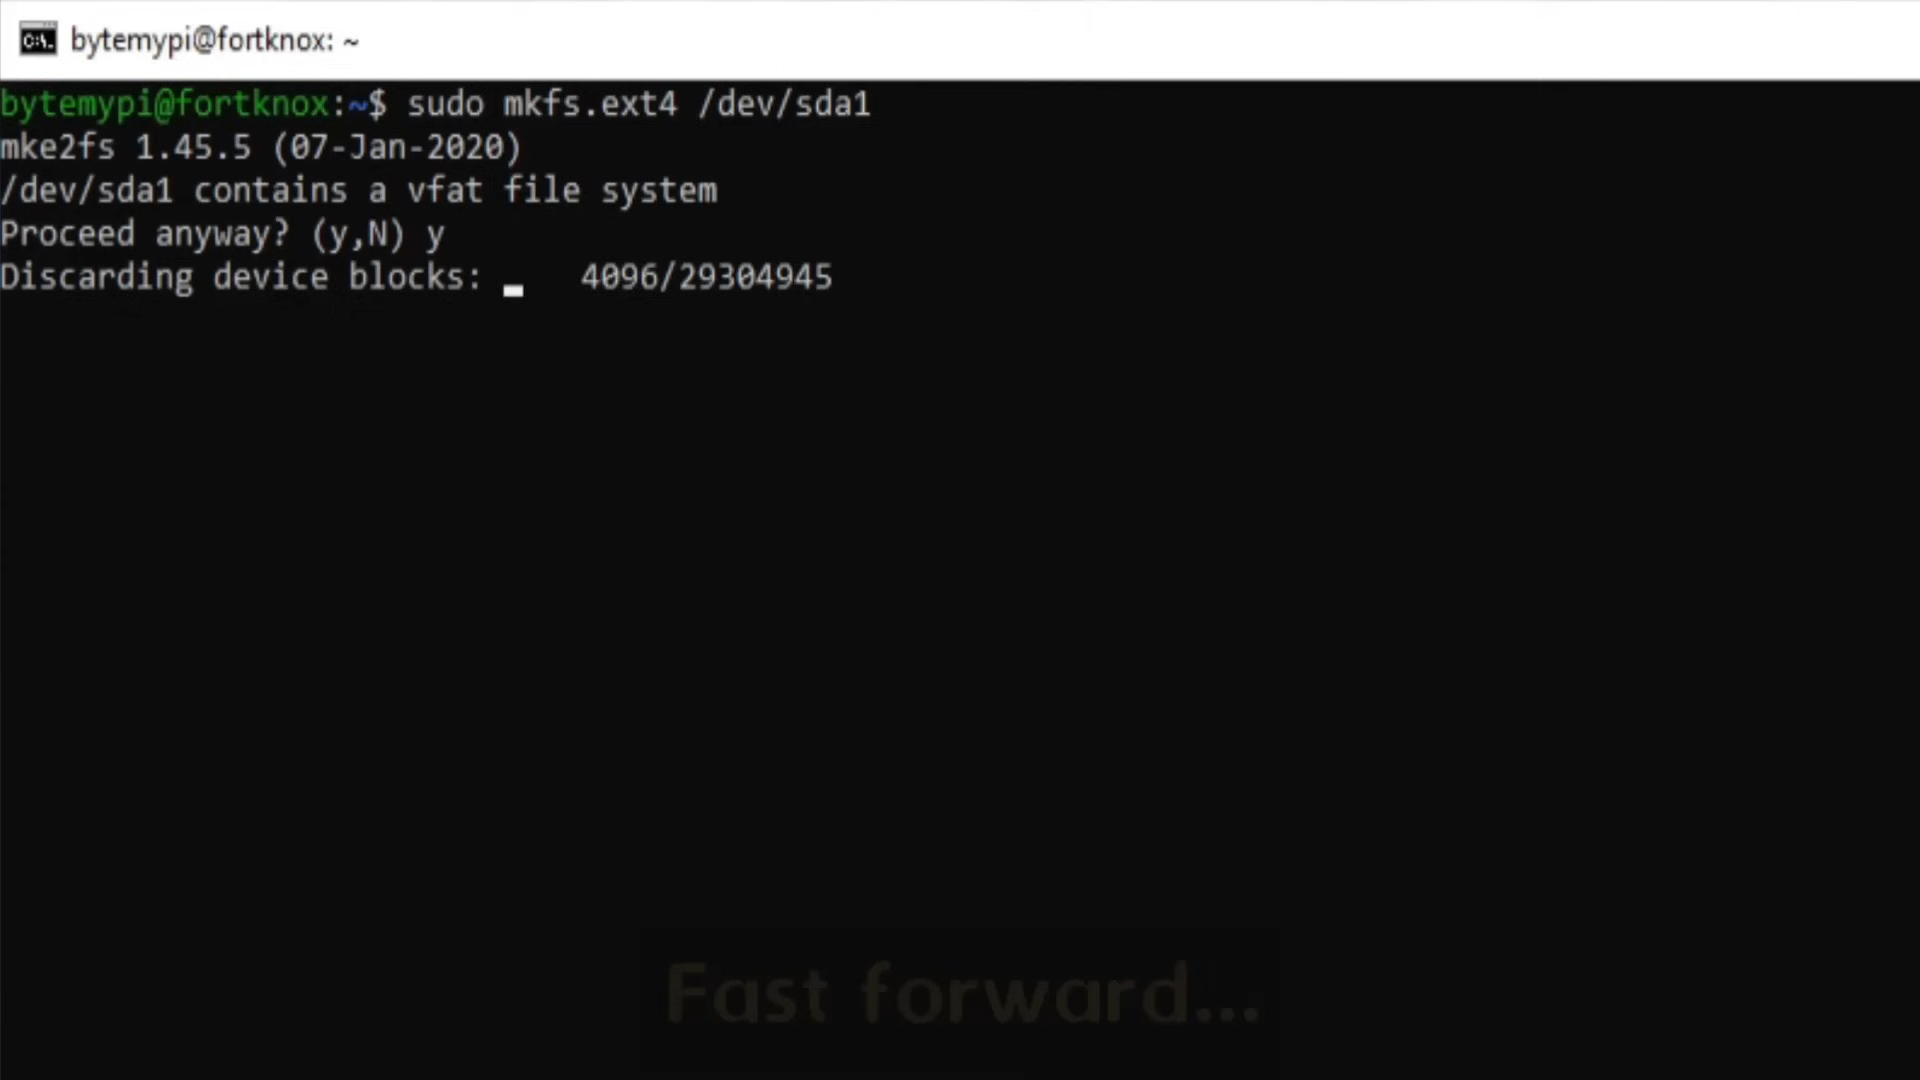 C:\.
bytemypi@fortknox: ~
bytemypi@fortknox:~$ sudo mkfs.ext4 /dev/sda1
mke2fs 1.45.5 (07-Jan-2020)
/dev/sda1 contains a vfat file system
Proceed anyway? (y,N) y
Discarding device blocks:    4096/29304945
Fast forward...